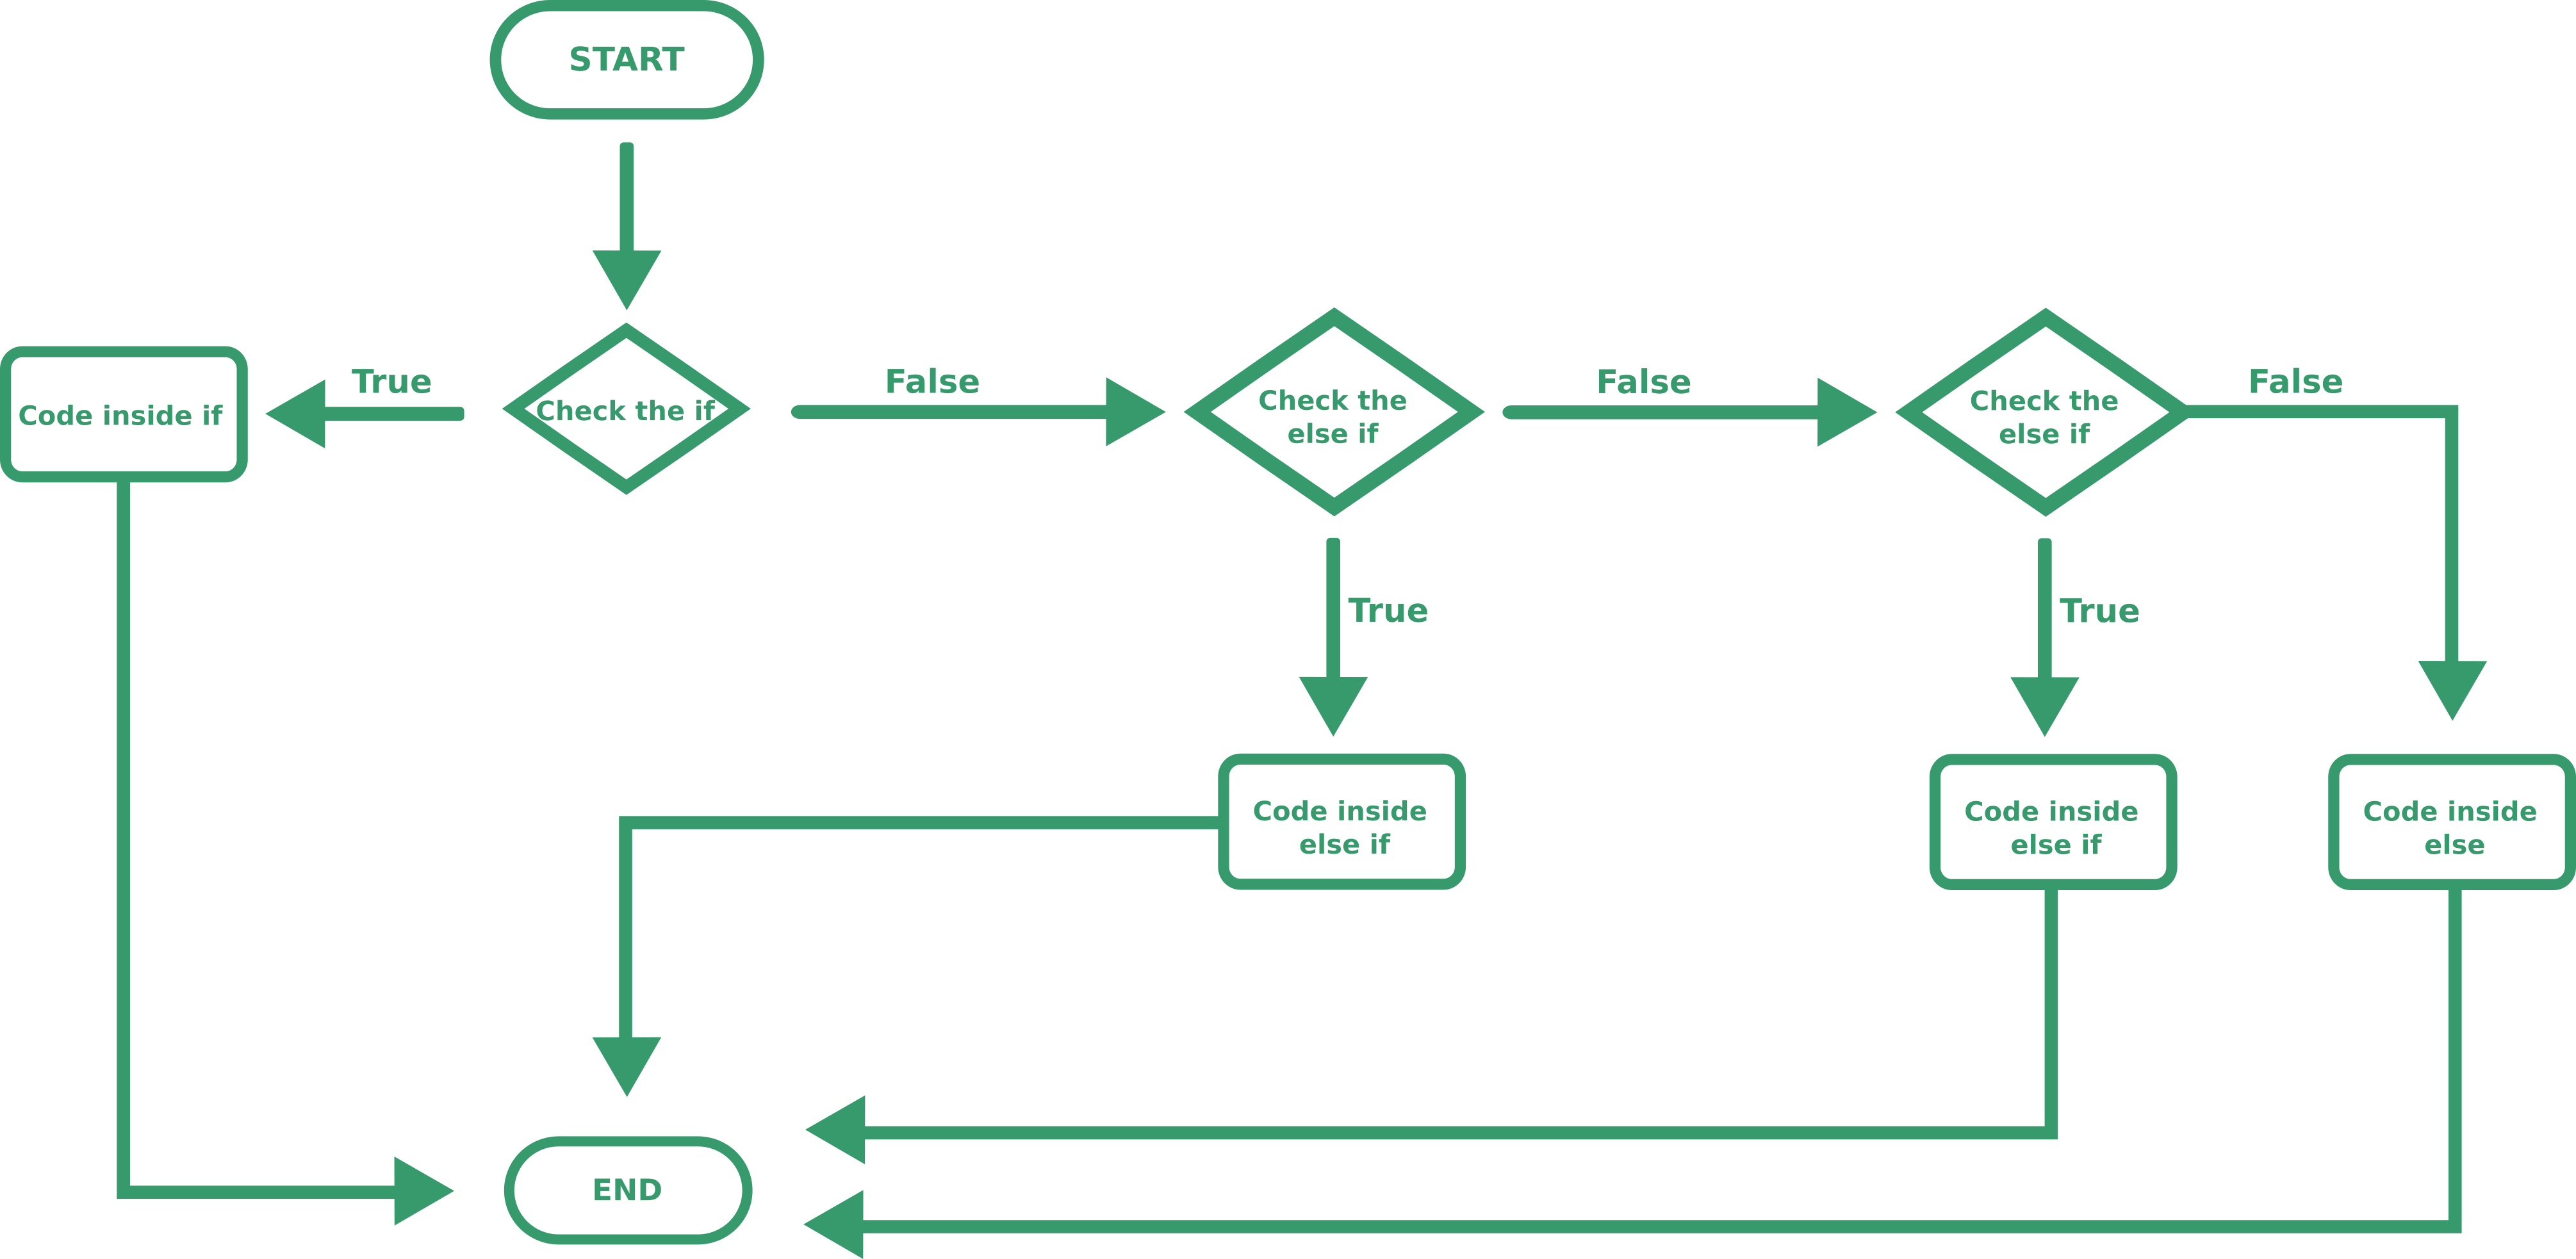 START
True
False
False
False
Code inside if
Check the if
Check the
else if
Check the
else if
True
True
Code inside
else if
Code inside
else if
Code inside
else
END